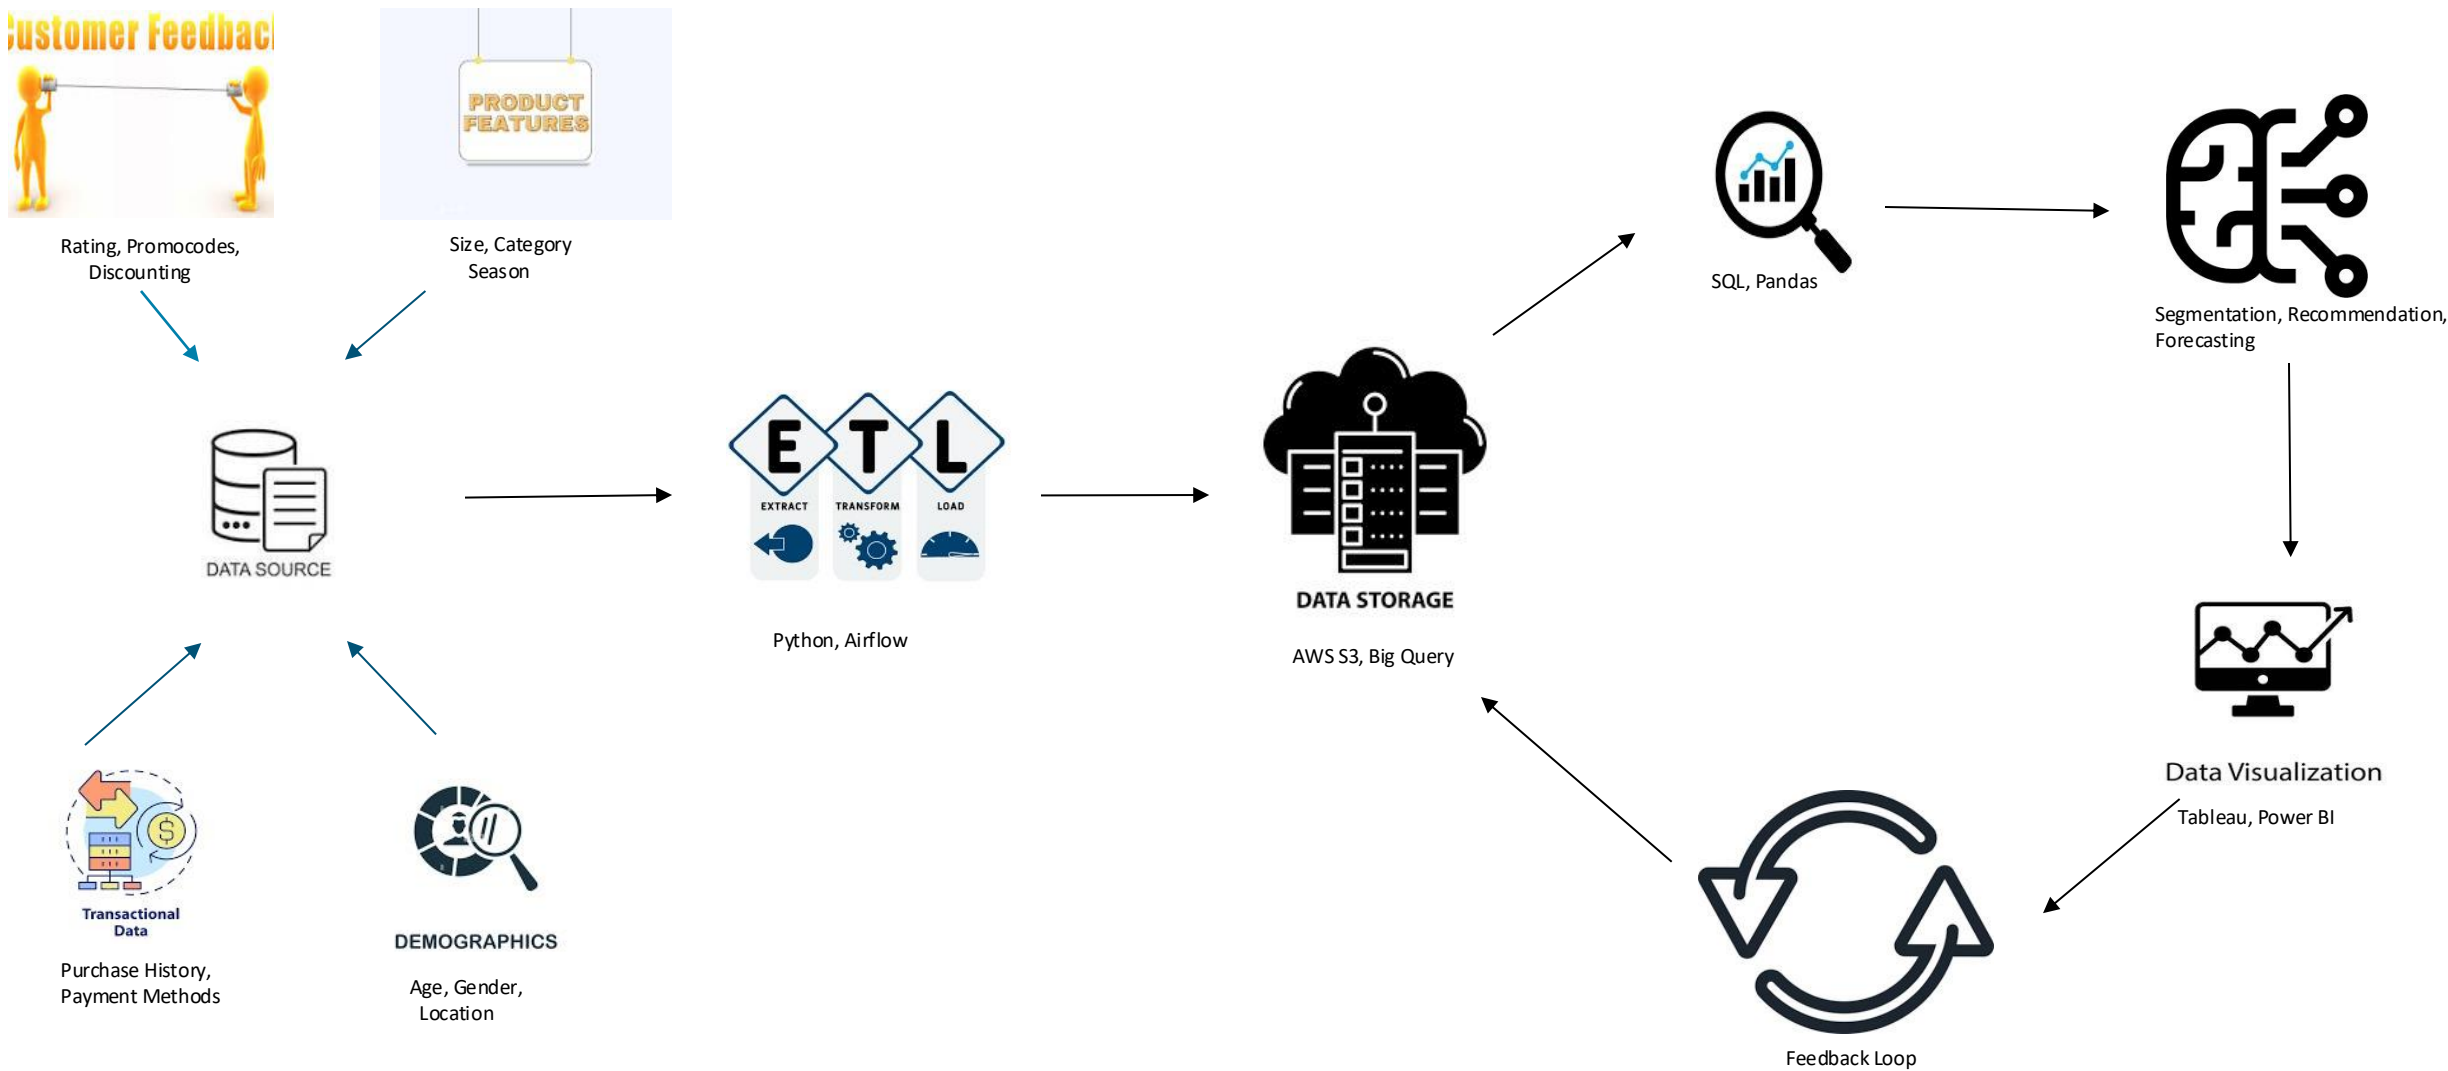 Customer Feedback
PRODUCT
FEATURES
Rating, Promocodes,
Discounting
Size, Category
Season
SQL, Pandas
Segmentation, Recommendation,
Forecasting
E T L
EXTRACT TRANSFORM LOAD
DATA SOURCE
Python, Airflow
DATA STORAGE
AWS S3, Big Query
Data Visualization
Tableau, Power BI
Transactional
Data
Purchase History,
Payment Methods
DEMOGRAPHICS
Age, Gender,
Location
Feedback Loop